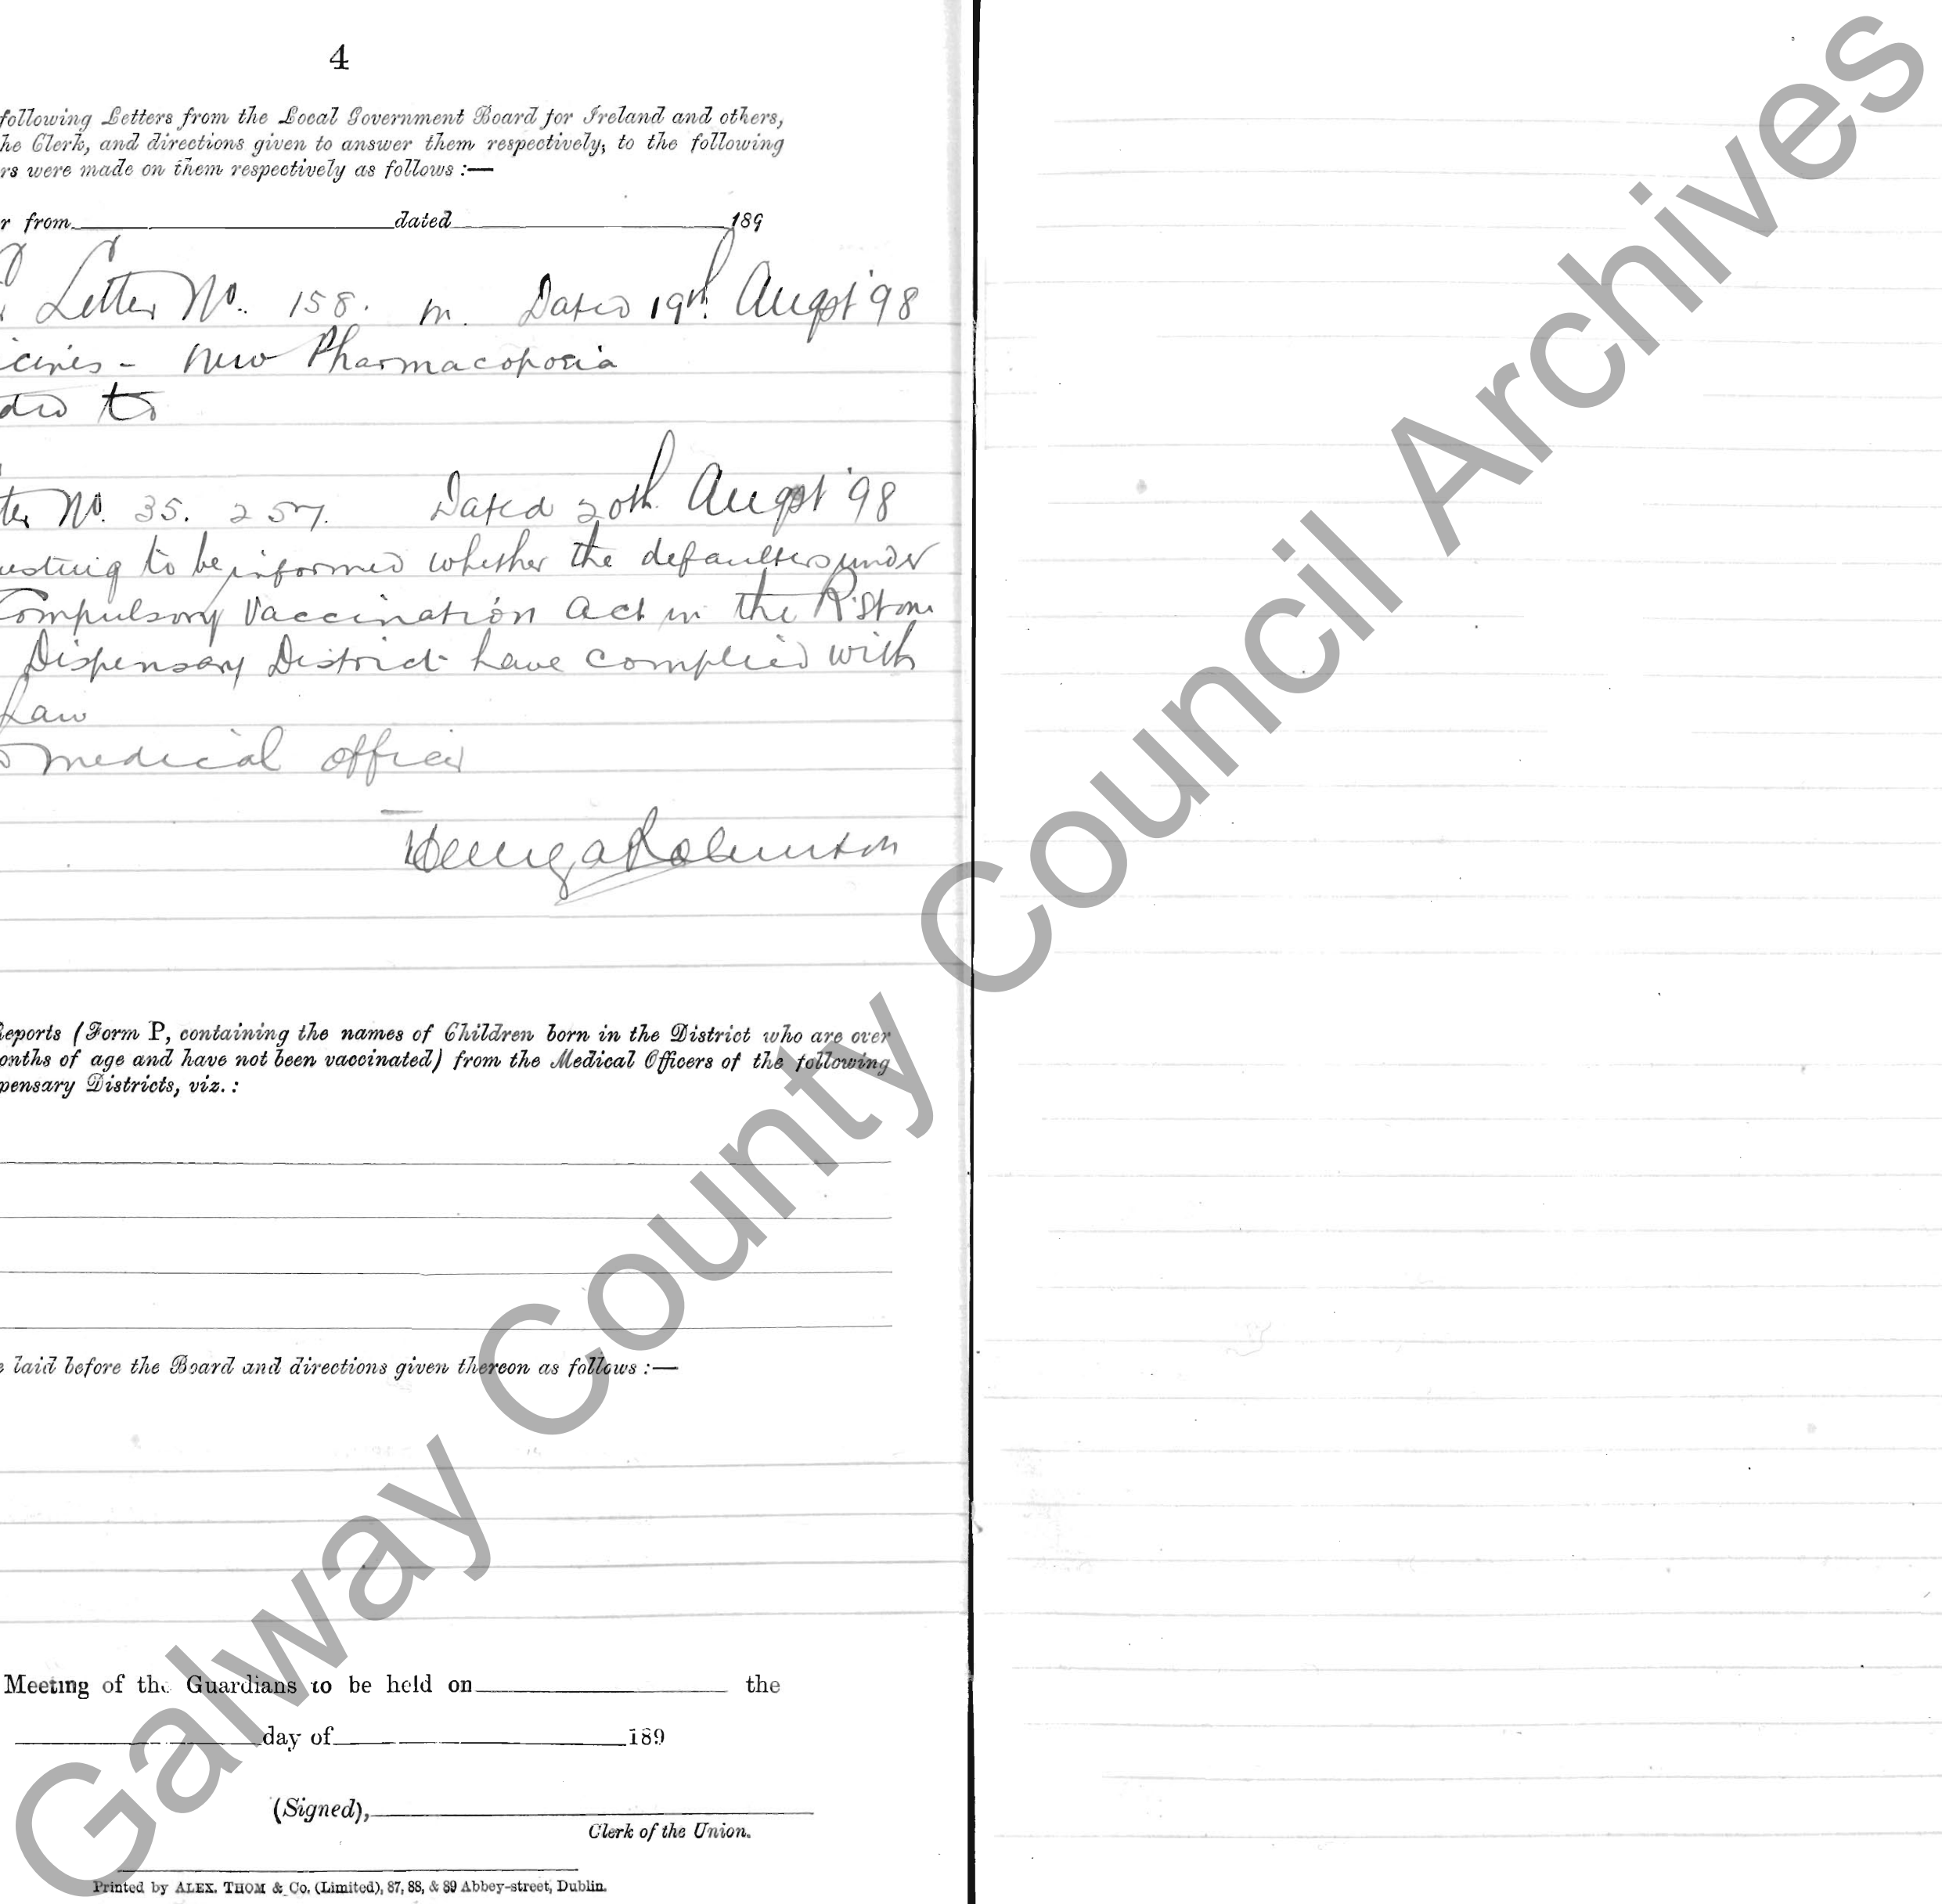 4
following Letters from the Local Government Board for Ireland and others,
he Clerk, and directions given to answer them respectively, to the following
rs were made on them respectively as follows :—
r from dated 189
Letter No. 158. M. Dated 19th. Augst '98
icines - New Pharmacopoeia
to
ter No. 35. 257. Dated 20th Augst '98
uesting to be informed whether the defaulters under
Compulsory Vaccination Act in the
Dispensary District have complied with
Law
medical officer
eports (Form P, containing the names of Children born in the District who are over
onths of age and have not been vaccinated) from the Medical Officers of the following
pensary Districts, viz. :
e laid before the Board and directions given thereon as follows :—
Meeting of the Guardians to be held on the
day of 189
(Signed),
Clerk of the Union.
Printed by ALEX. THOM & Co. (Limited), 87, 88, & 89 Abbey-street, Dublin.
Galway County Council Archives